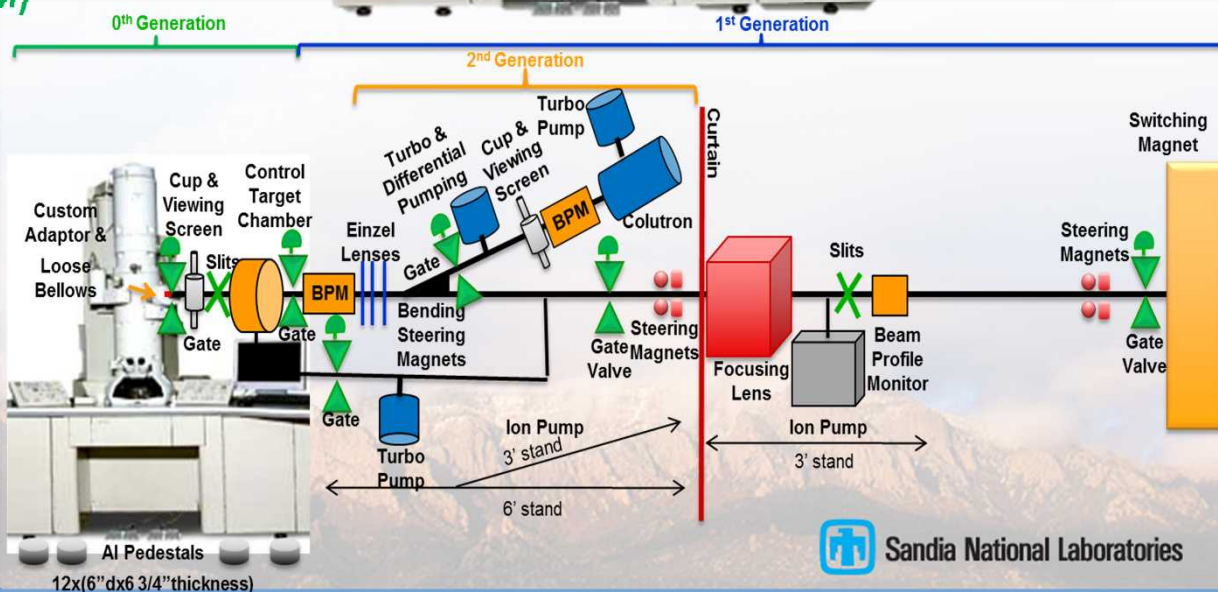 0th Generation
1st Generation
2nd Generation
Turbo
Pump
Curtain
Switching
Magnet
Turbo &
Differential
Pumping
Cup &
Viewing
Screen
Control
Target
Chamber
Cup &
Viewing
Screen
Custom
Adaptor &
Loose
Bellows
Slits
BPM
Colutron
Einzel
Lenses
Gate
Steering
Magnets
Slits
BPM
Gate
Gate
Bending
Steering
Magnets
Gate
Valve
Steering
Magnets
Focusing
Lens
Beam
Profile
Monitor
Gate
Valve
Gate
Turbo
Pump
Ion Pump
3' stand
6' stand
Ion Pump
3' stand
Al Pedestals
12x(6”dx6 3/4”thickness)
Sandia National Laboratories